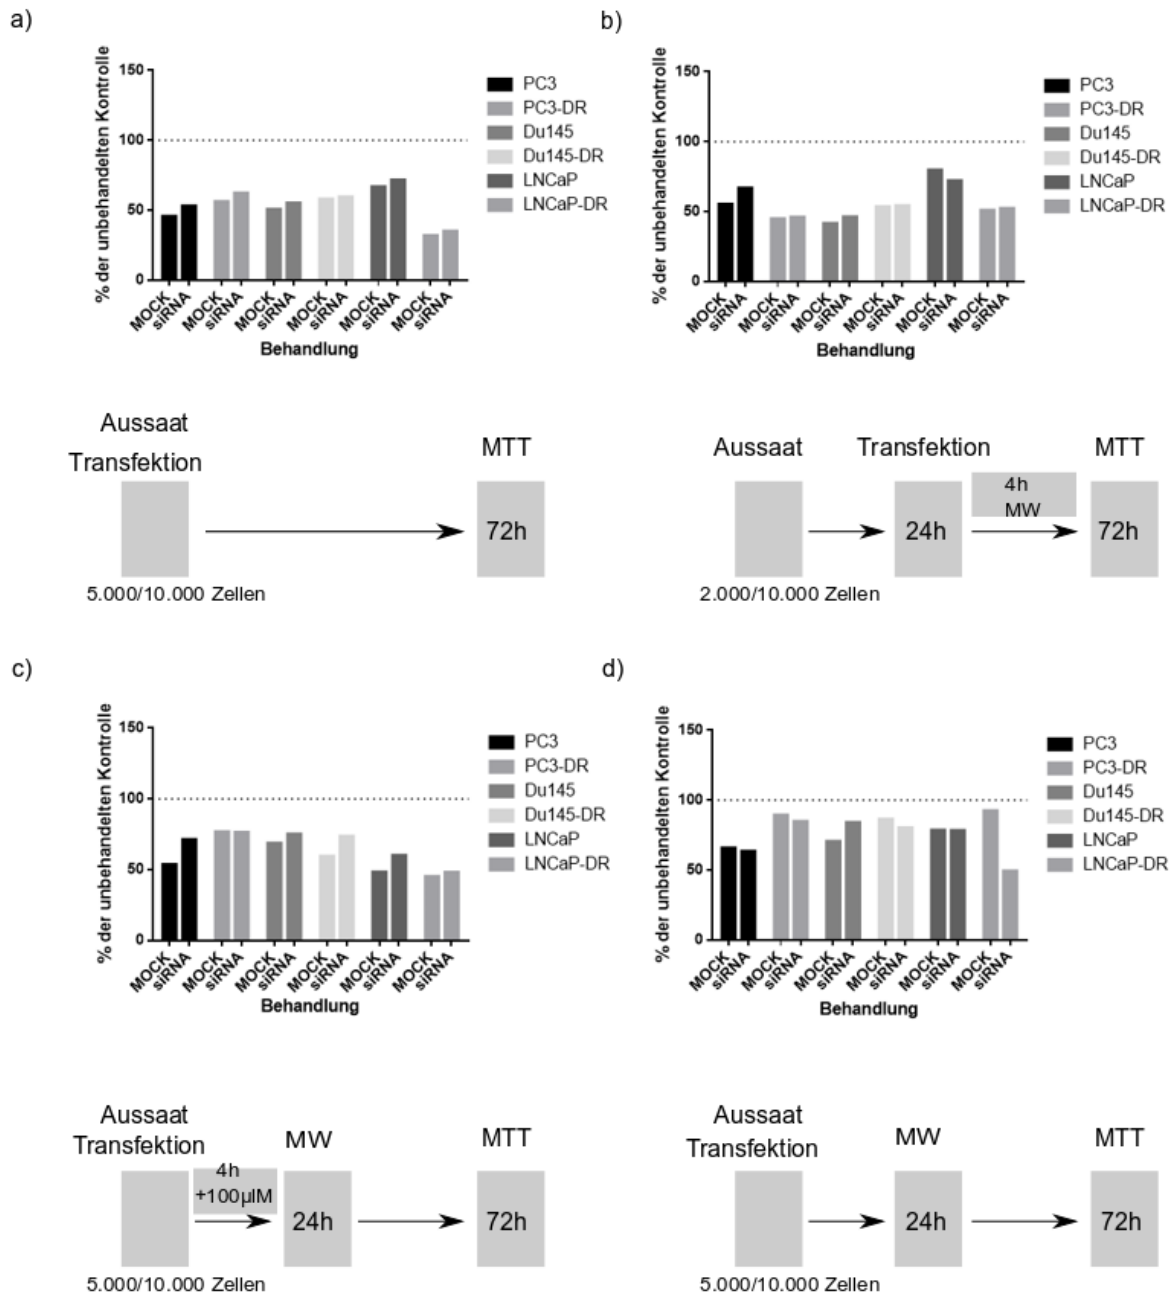 a)
% der unbehandelten Kontrolle
150
100
50
0
PC3
PC3-DR
Du145
Du145-DR
LNCaP
LNCaP-DR
MOCK
siRNA
MOCK
siRNA
MOCK
siRNA
MOCK
siRNA
MOCK
siRNA
MOCK
siRNA
Behandlung
Aussaat
Transfektion
MTT
72h
5.000/10.000 Zellen
b)
% der unbehandelten Kontrolle
150
100
50
0
PC3
PC3-DR
Du145
Du145-DR
LNCaP
LNCaP-DR
MOCK
siRNA
MOCK
siRNA
MOCK
siRNA
MOCK
siRNA
MOCK
siRNA
MOCK
siRNA
Behandlung
Aussaat
Transfektion
MTT
4h
MW
24h
72h
2.000/10.000 Zellen
c)
% der unbehandelten Kontrolle
150
100
50
0
PC3
PC3-DR
Du145
Du145-DR
LNCaP
LNCaP-DR
MOCK
siRNA
MOCK
siRNA
MOCK
siRNA
MOCK
siRNA
MOCK
siRNA
MOCK
siRNA
Behandlung
Aussaat
Transfektion
MW
MTT
4h
+100µlM
24h
72h
5.000/10.000 Zellen
d)
% der unbehandelten Kontrolle
150
100
50
0
PC3
PC3-DR
Du145
Du145-DR
LNCaP
LNCaP-DR
MOCK
siRNA
MOCK
siRNA
MOCK
siRNA
MOCK
siRNA
MOCK
siRNA
MOCK
siRNA
Behandlung
Aussaat
Transfektion
MW
MTT
24h
72h
5.000/10.000 Zellen